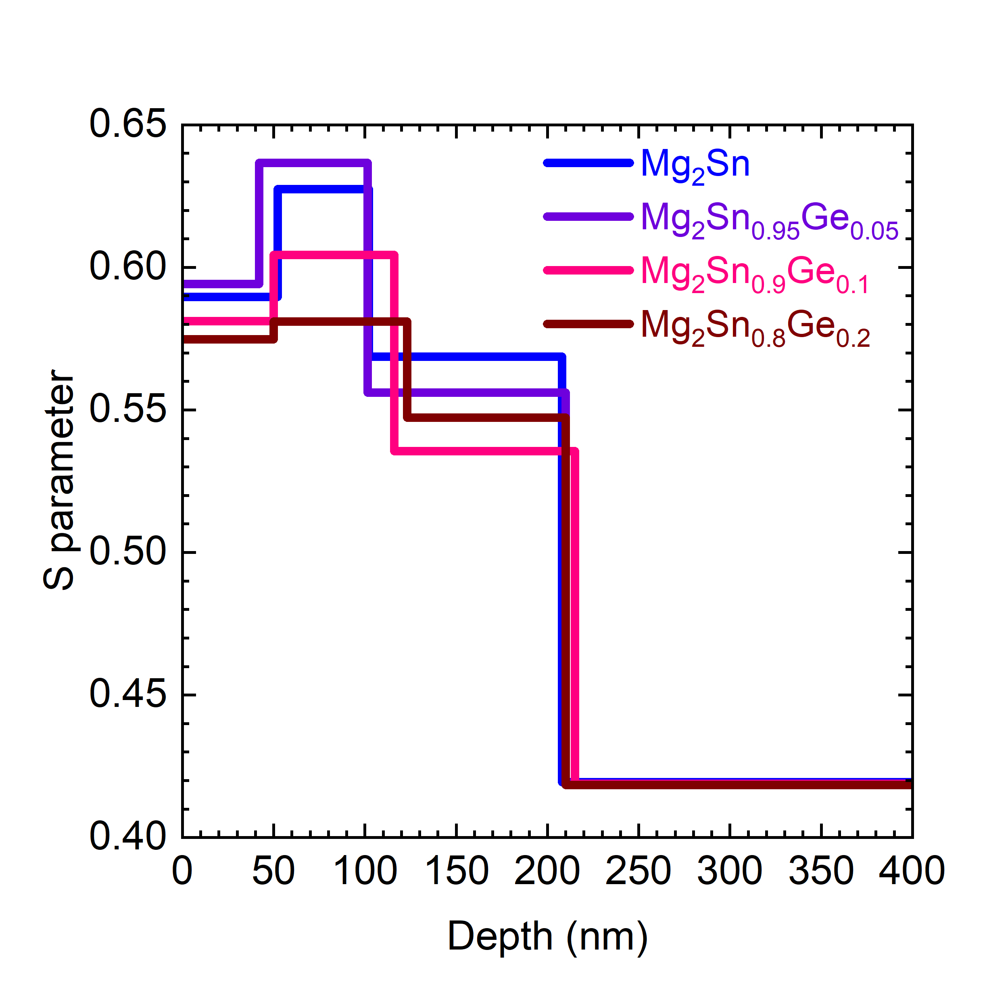 0.65
Mg₂Sn
Mg₂Sn₀.₉₅Ge₀.₀₅
0.60
Mg₂Sn₀.₉Ge₀.₁
Mg₂Sn₀.₈Ge₀.₂
0.55
0.50
0.45
0.40
S parameter
0 50 100 150 200 250 300 350 400
Depth (nm)